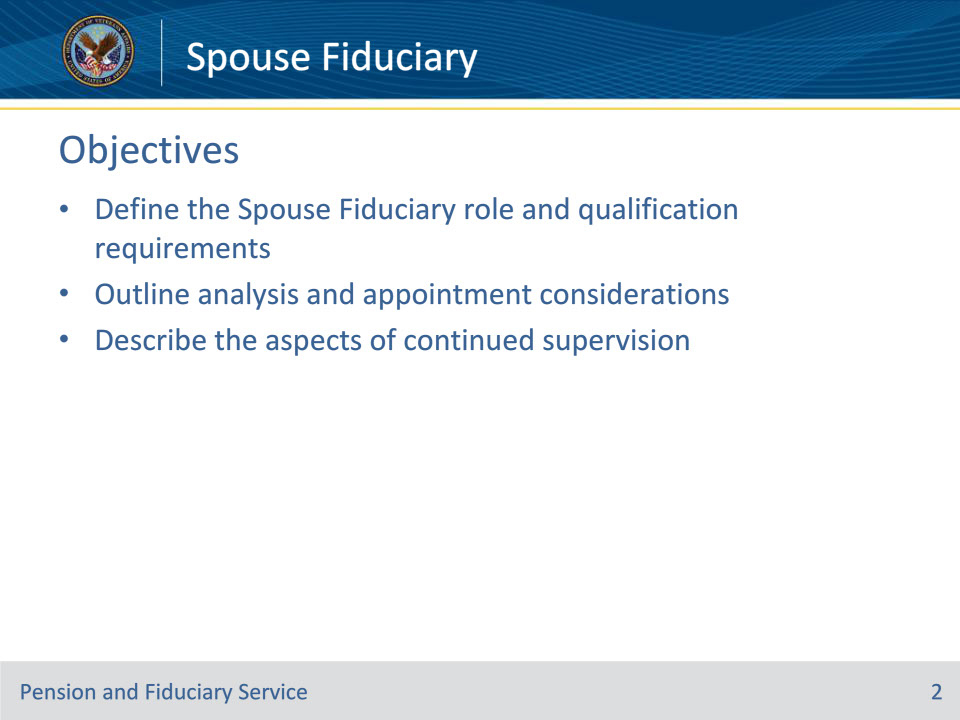 Spouse Fiduciary
Objectives
• Define the Spouse Fiduciary role and qualification
requirements
• Outline analysis and appointment considerations
• Describe the aspects of continued supervision
Pension and Fiduciary Service
2